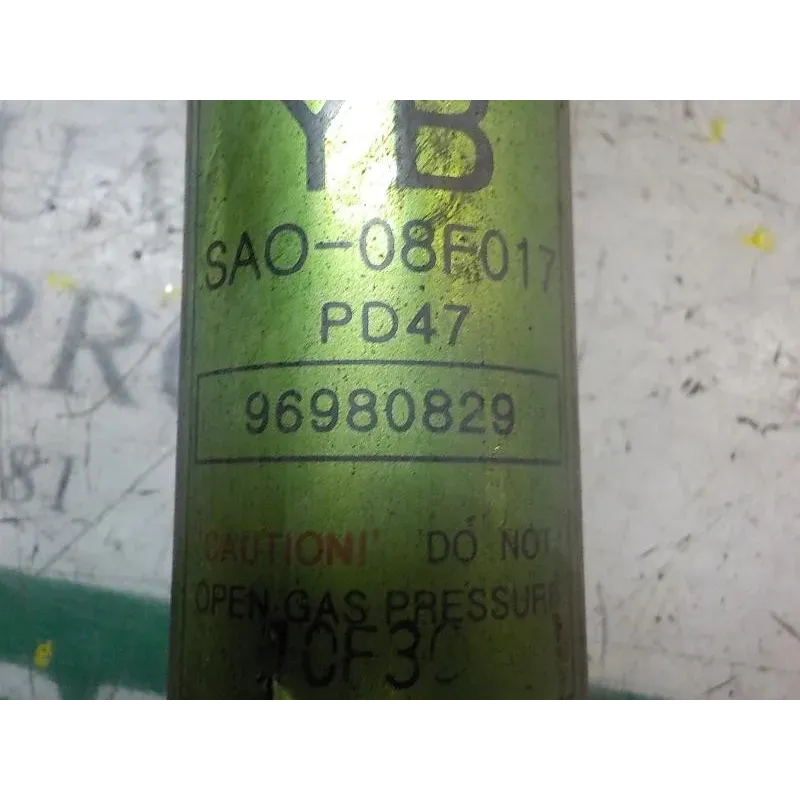 YB
SAO-08F017
PD47
96980829
'CAUTION!' DO NOT
OPEN.GAS PRESSURE